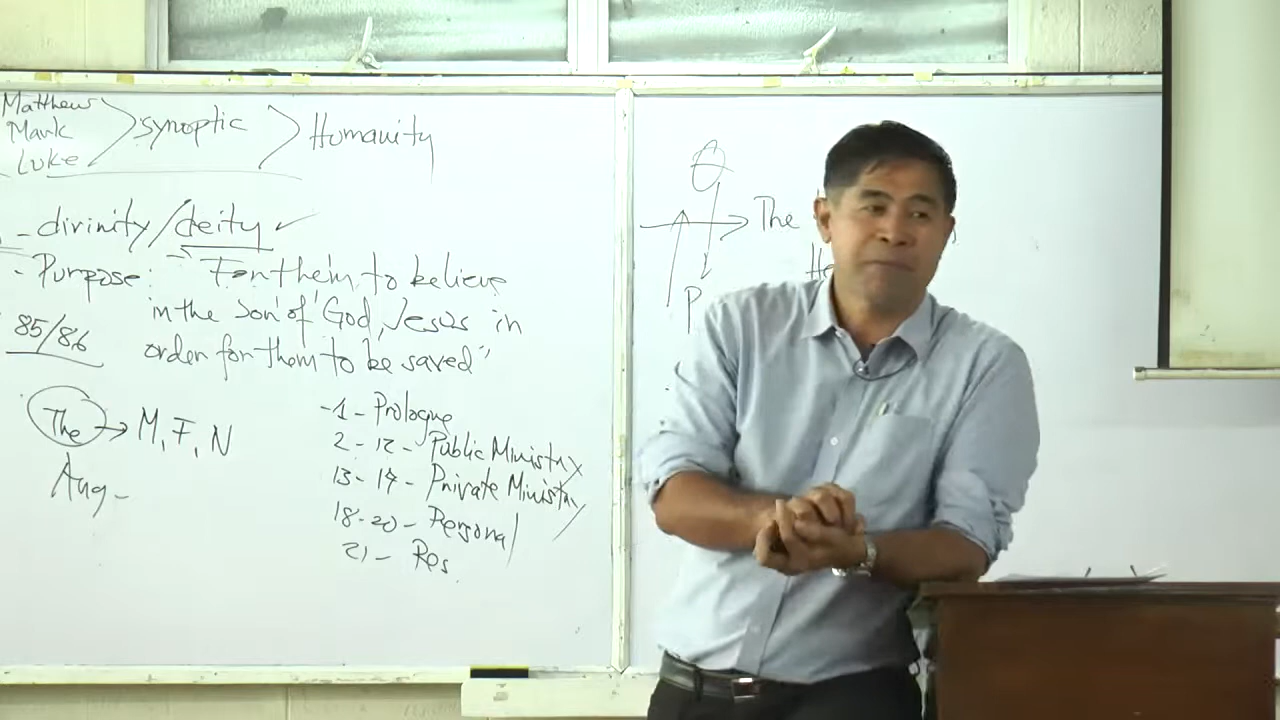 Matthew
Mark
Luke
synoptic
Humanity
- divinity/deity ✓
- Purpose: "For them to believe
in the Son of God, Jesus in
order for them to be saved"
85/86
The → M, F, N
Aug -
-1- Prologue
2-12- Public Ministry
13-17- Private Ministry
18-20- Personal
21- Res
The
He
P